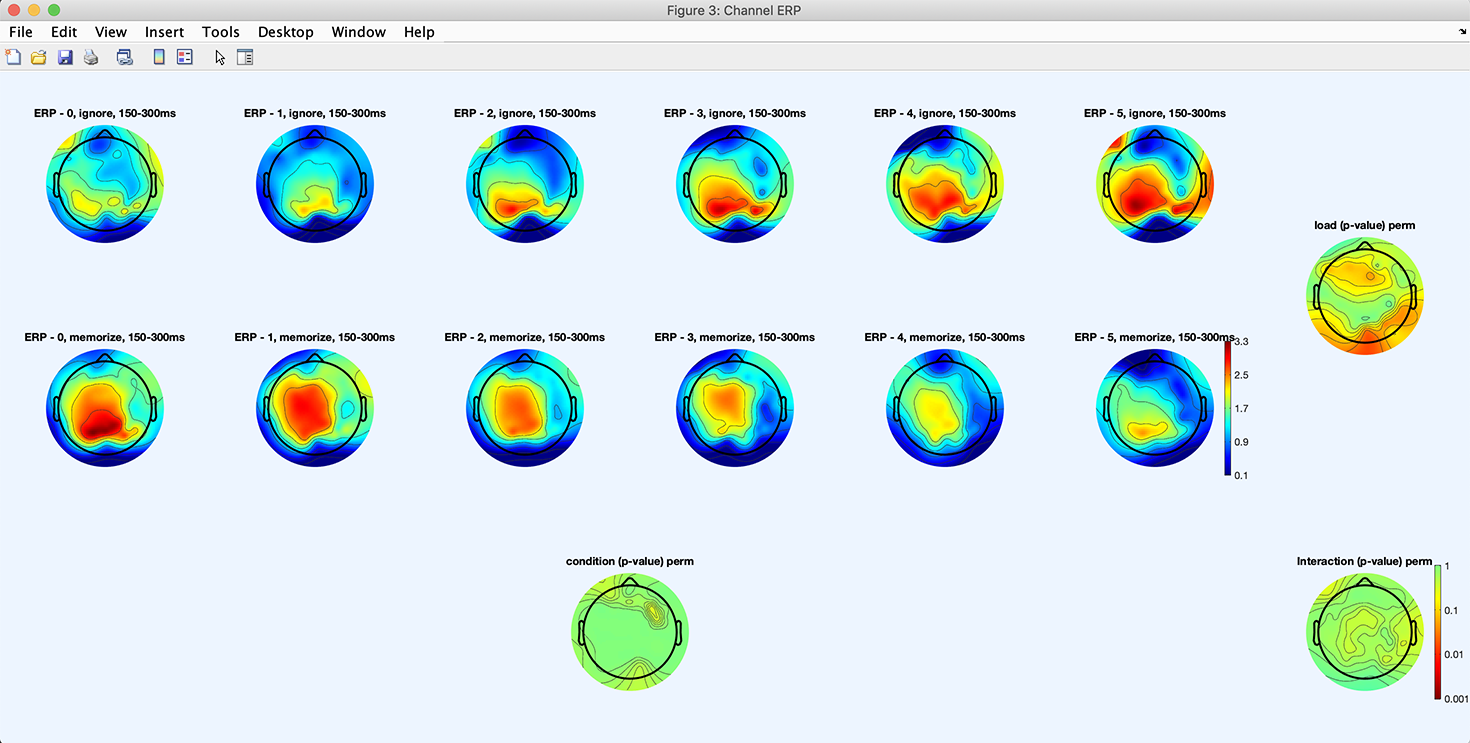 Figure 3: Channel ERP
File Edit View Insert Tools Desktop Window Help
ERP - 0, ignore, 150-300ms
ERP - 1, ignore, 150-300ms
ERP - 2, ignore, 150-300ms
ERP - 3, ignore, 150-300ms
ERP - 4, ignore, 150-300ms
ERP - 5, ignore, 150-300ms
load (p-value) perm
ERP - 0, memorize, 150-300ms
ERP - 1, memorize, 150-300ms
ERP - 2, memorize, 150-300ms
ERP - 3, memorize, 150-300ms
ERP - 4, memorize, 150-300ms
ERP - 5, memorize, 150-300ms
3.3
2.5
1.7
0.9
0.1
condition (p-value) perm
Interaction (p-value) perm
1
0.1
0.01
0.001